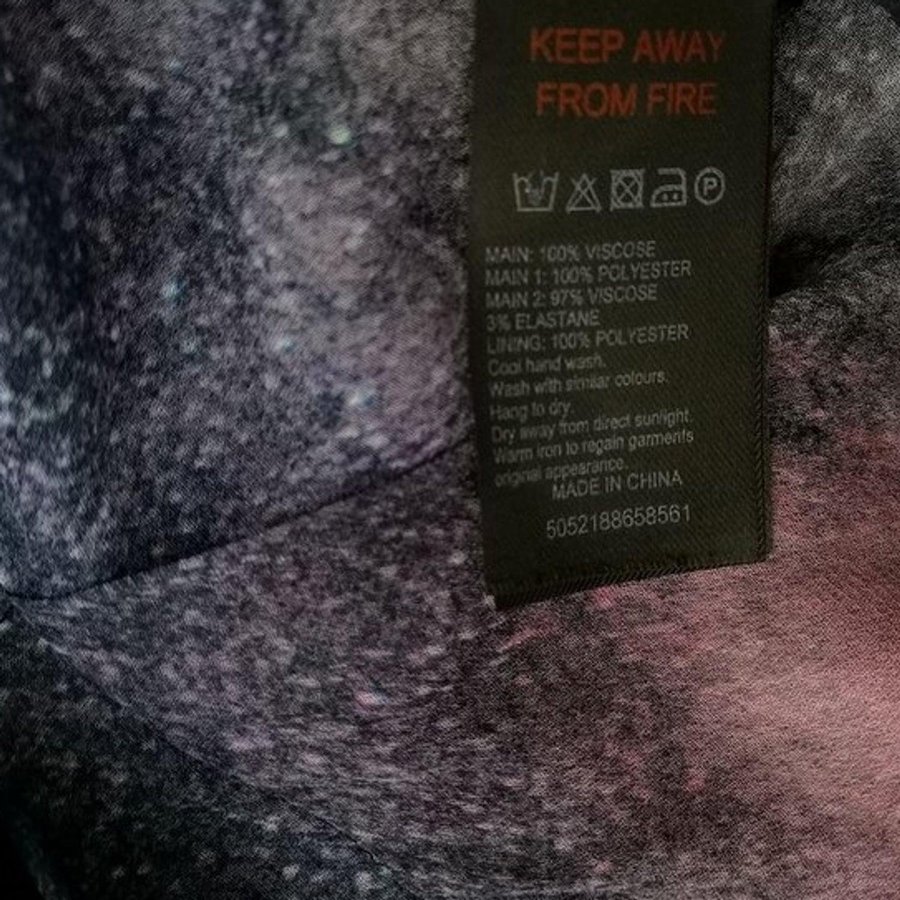 KEEP AWAY
FROM FIRE
P
MAIN: 100% VISCOSE
MAIN 1: 100% POLYESTER
MAIN 2: 97% VISCOSE
3% ELASTANE
LINING: 100% POLYESTER
Cool hand wash.
Wash with similar colours.
Hang to dry.
Dry away from direct sunlight.
Warm iron to regain garments
original appearance.
MADE IN CHINA
5052188658561